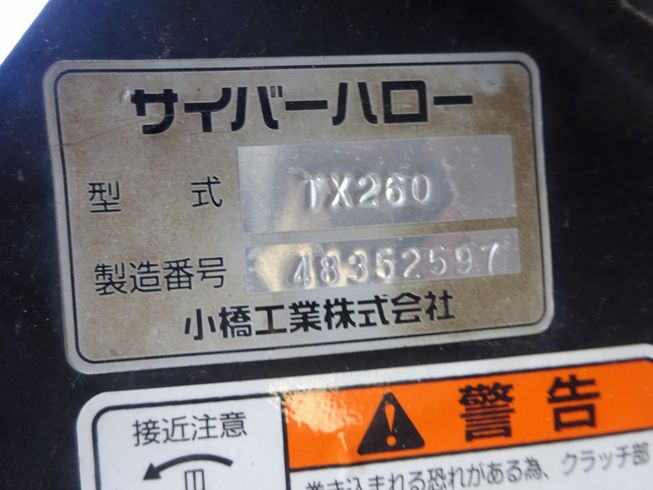 サイバーハロー
型 式 TX260
製造番号 48352597
小橋工業株式会社
接近注意
警告
巻き込まれる恐れがある為、クラッチ部